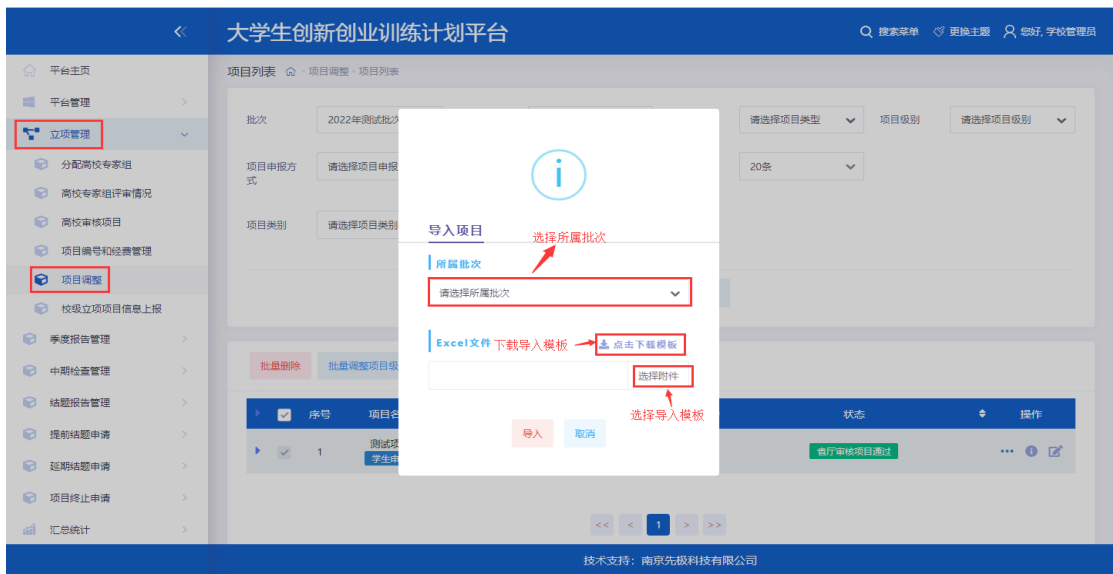 大学生创新创业训练计划平台
搜索菜单 更换主题 您好, 学校管理员
平台主页
平台管理
立项管理
分配高校专家组
高校专家组评审情况
高校审核项目
项目编号和经费管理
项目调整
校级立项项目信息上报
季度报告管理
中期检查管理
结题报告管理
提前结题申请
延期结题申请
项目终止申请
汇总统计
项目列表 项目调整 项目列表
批次 2022年测试批次 请选择项目类型 项目级别 请选择项目级别
项目申报方式 请选择项目申报 20条
项目类别 请选择项目类别
导入项目
选择所属批次
所属批次
请选择所属批次
Excel文件 下载导入模板 点击下载模板
选择附件
选择导入模板
导入 取消
批量删除 批量调整项目级
序号 项目名 状态 操作
1 测试项 省厅审核项目通过
学生申
<< < 1 > >>
技术支持：南京先极科技有限公司